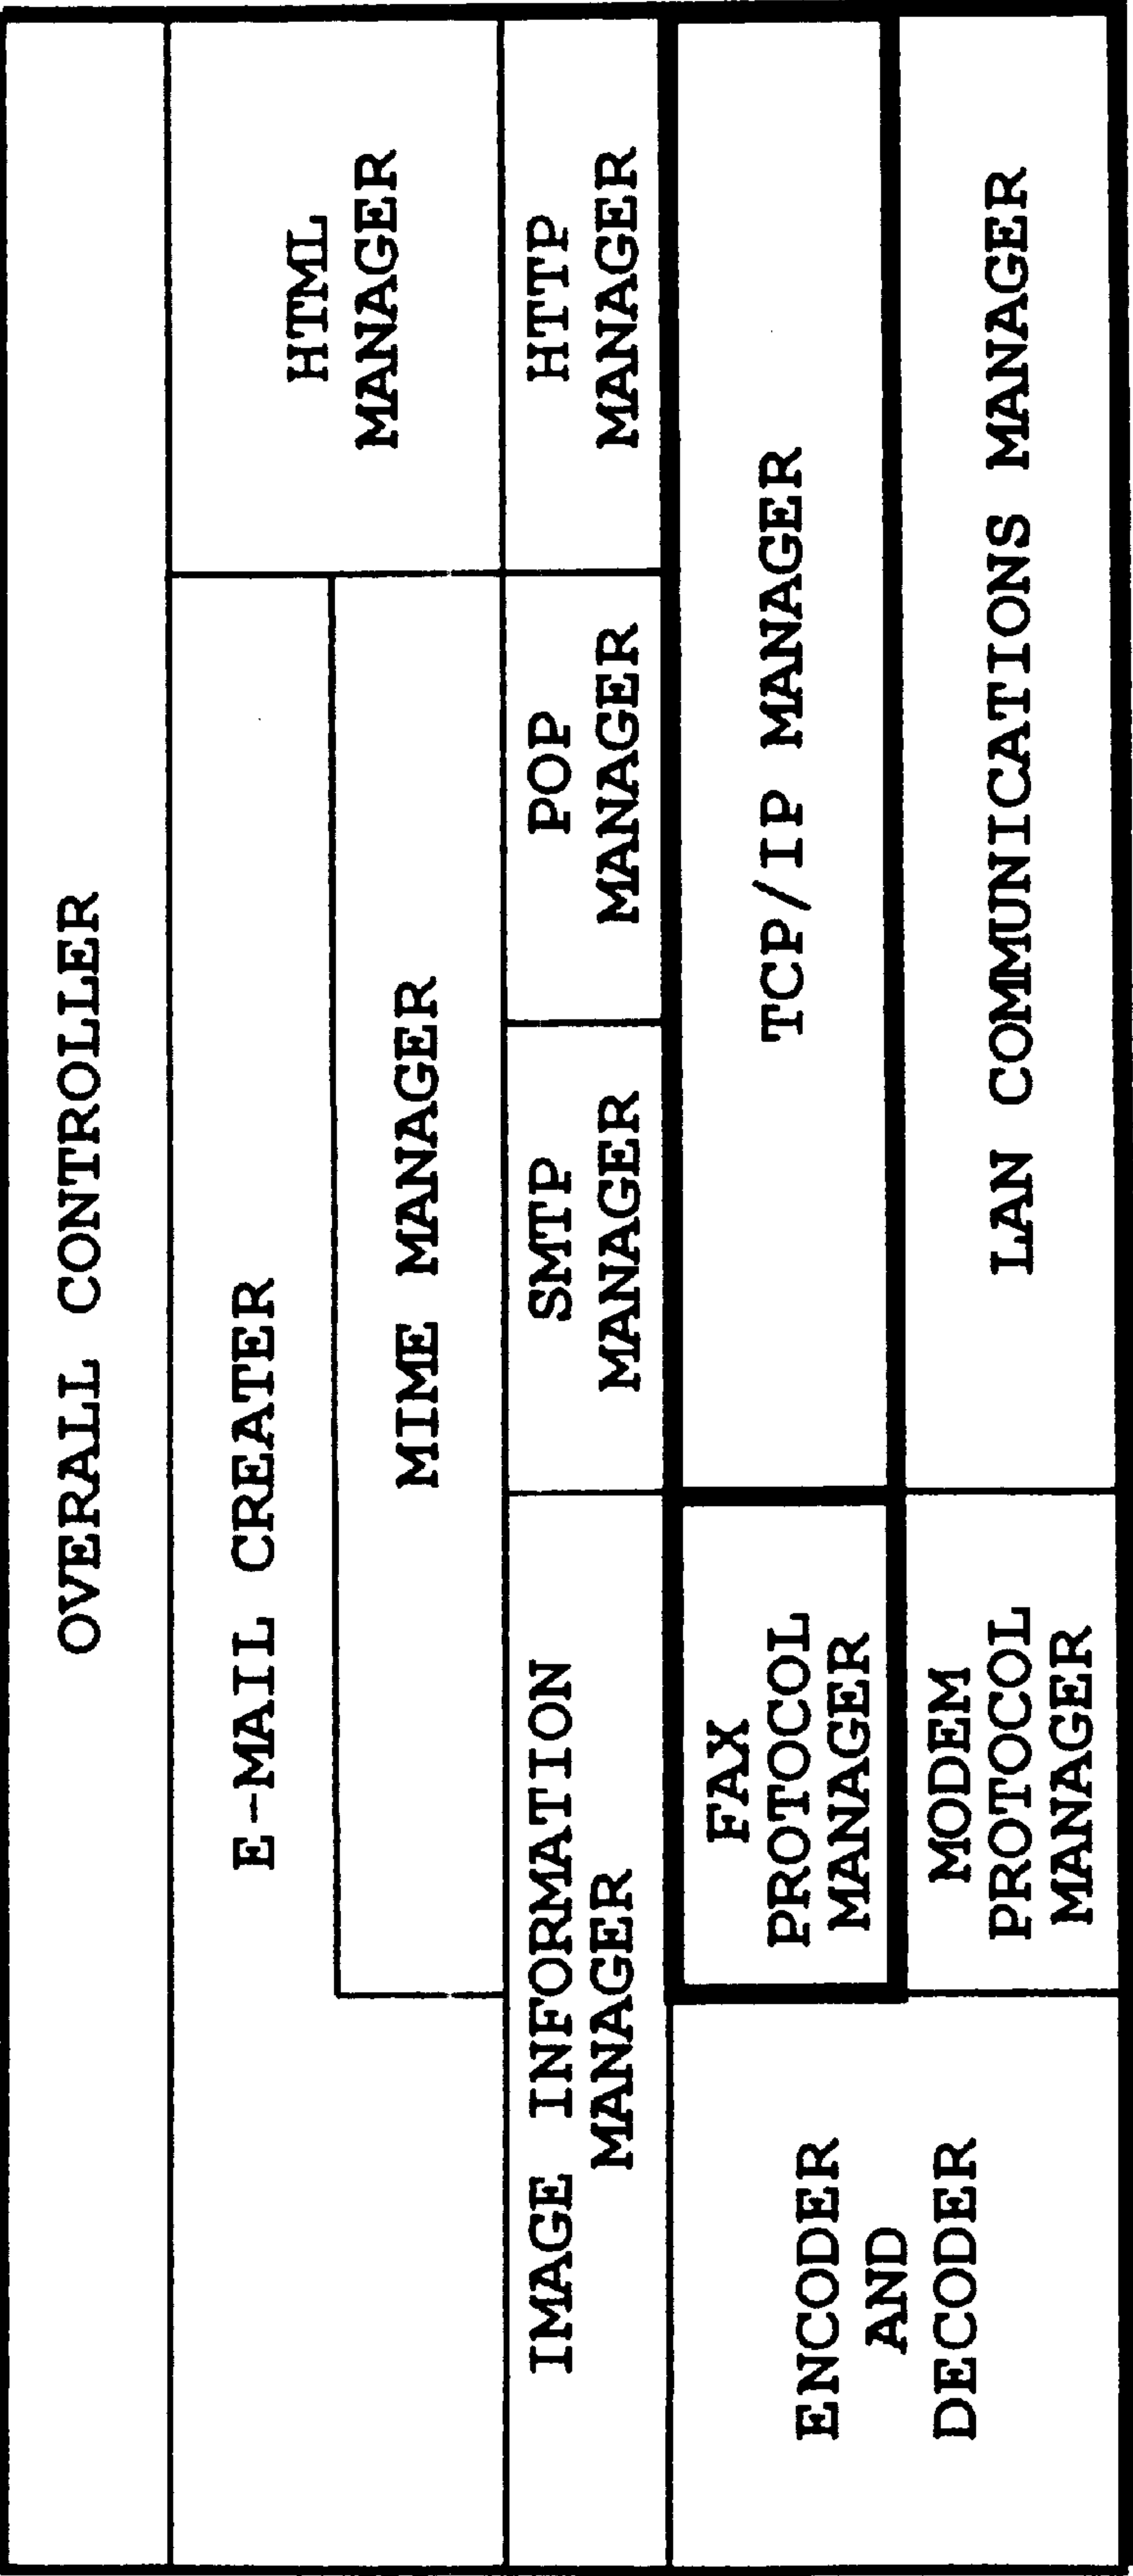 OVERALL CONTROLLER
E-MAIL CREATER
HTML
MANAGER
MIME MANAGER
IMAGE INFORMATION
MANAGER
SMTP
MANAGER
POP
MANAGER
HTTP
MANAGER
ENCODER
AND
DECODER
FAX
PROTOCOL
MANAGER
TCP/IP MANAGER
MODEM
PROTOCOL
MANAGER
LAN COMMUNICATIONS MANAGER